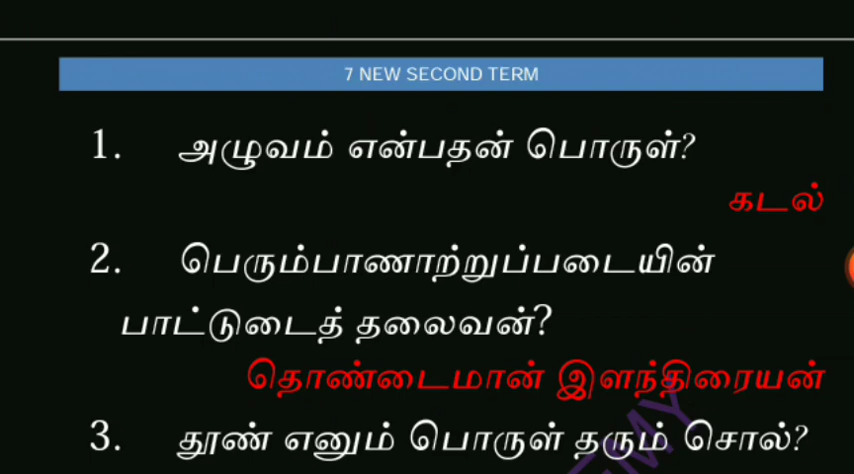 7 NEW SECOND TERM
1. அழுவம் என்பதன் பொருள்?
கடல்
2. பெரும்பாணாற்றுப்படையின்
பாட்டுடைத் தலைவன்?
தொண்டைமான் இளந்திரையன்
3. தூண் எனும் பொருள் தரும் சொல்?